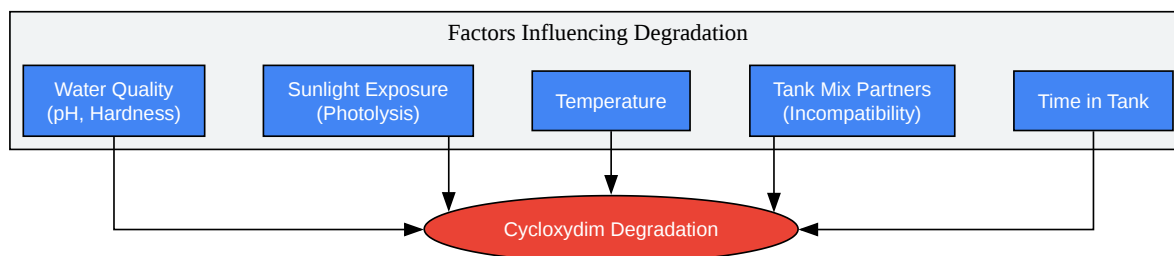 Factors Influencing Degradation
Water Quality
(pH, Hardness)
Sunlight Exposure
(Photolysis)
Temperature
Tank Mix Partners
(Incompatibility)
Time in Tank
Cycloxydim Degradation